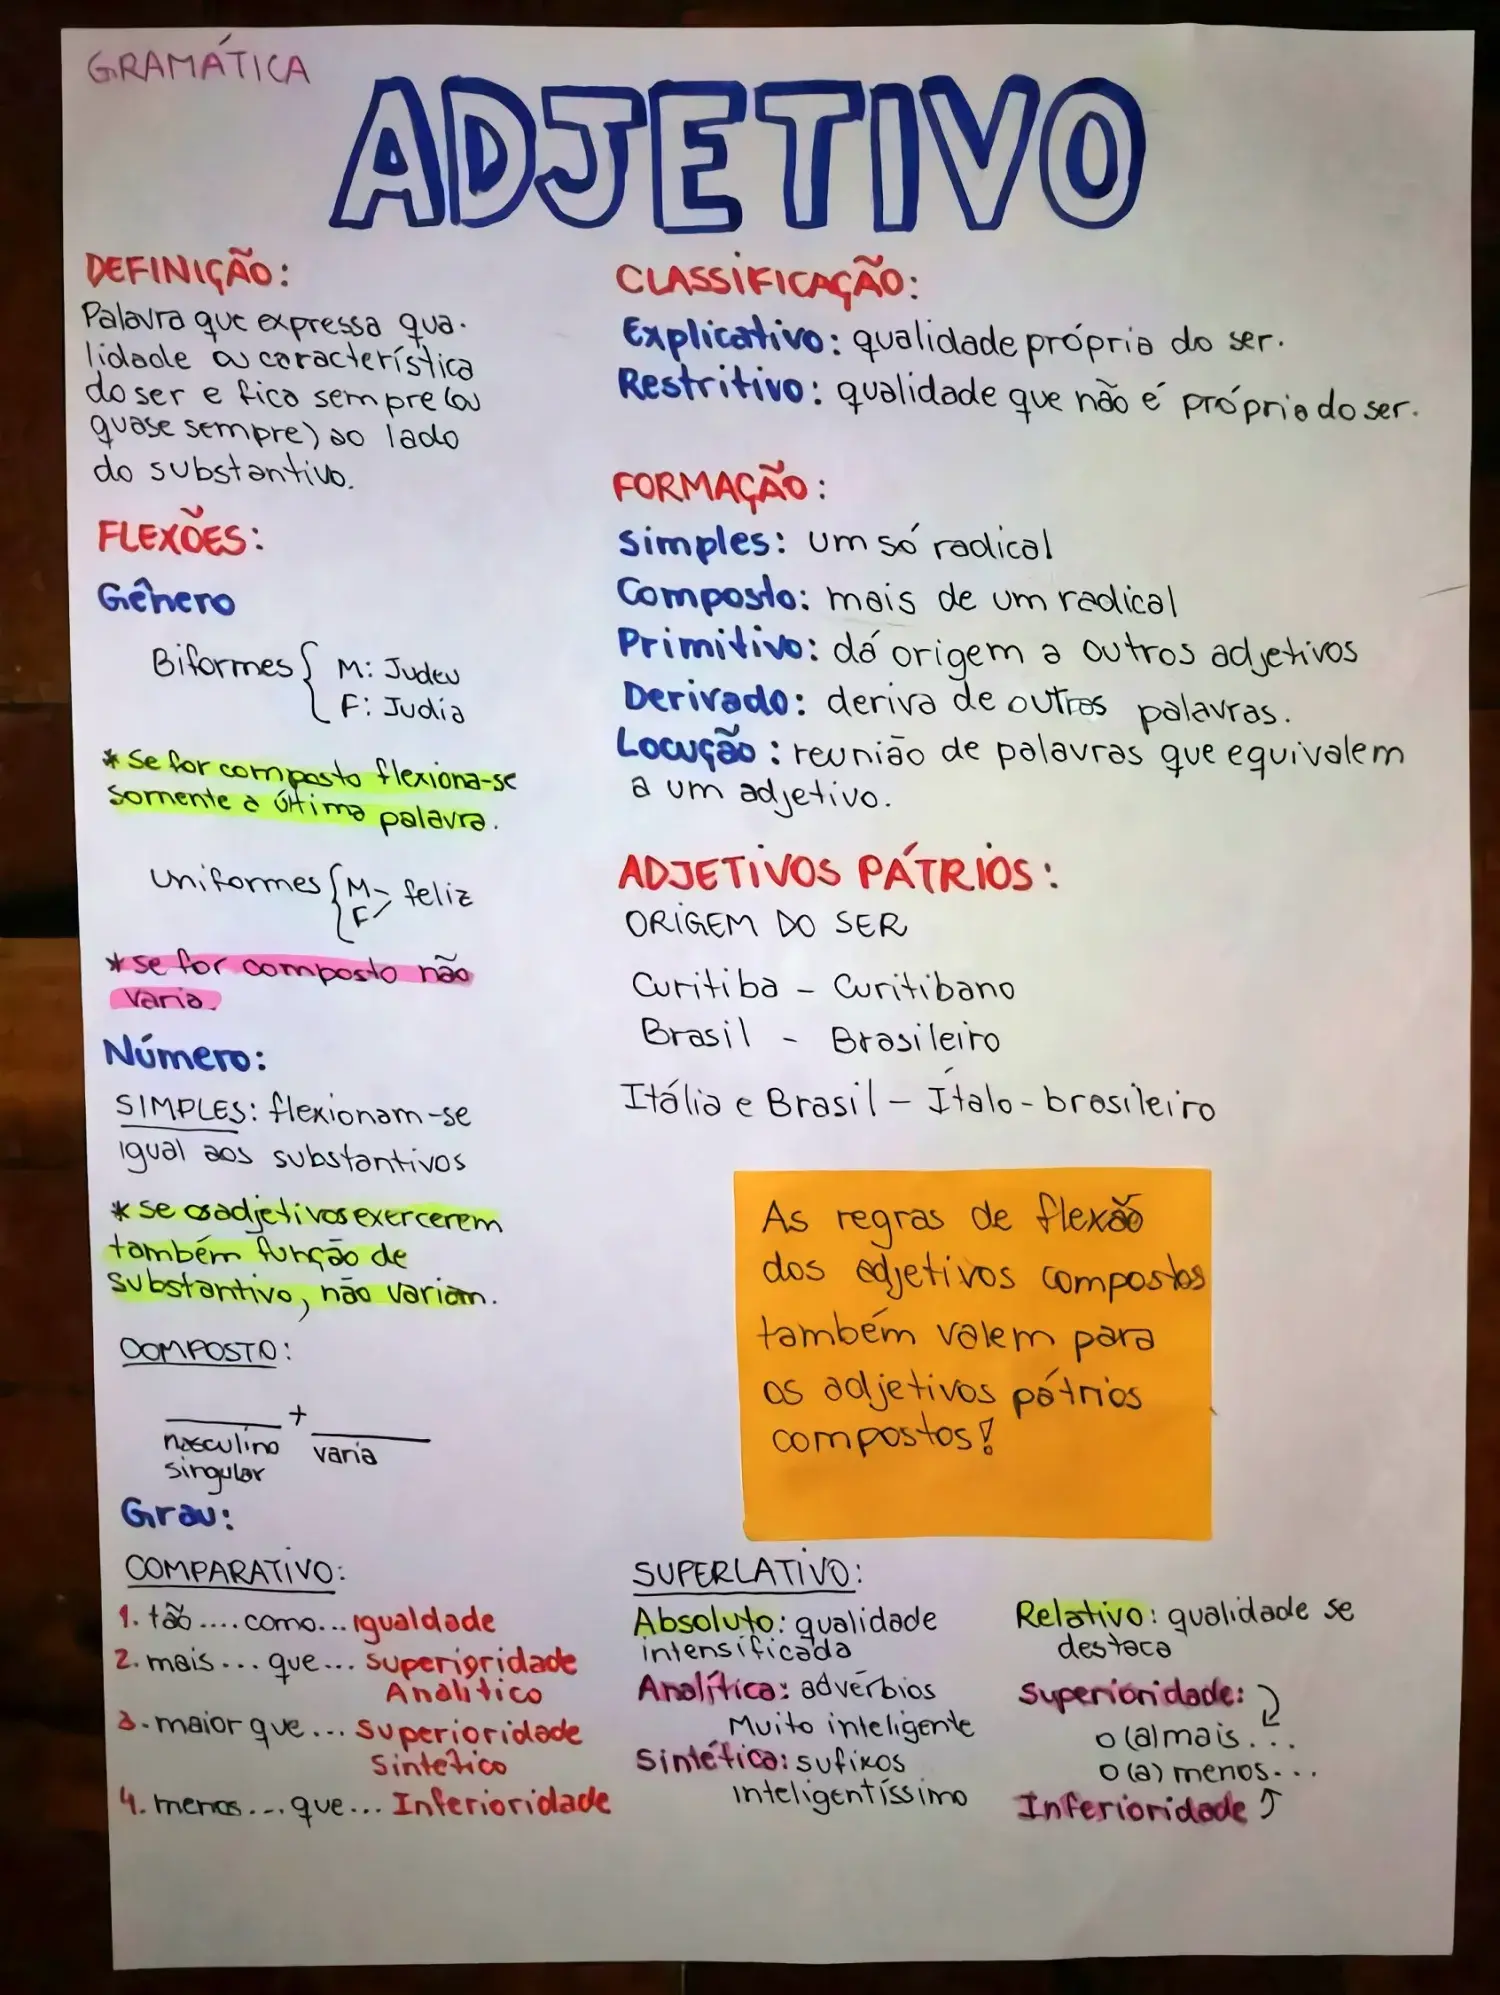 GRAMÁTICA
ADJETIVO
DEFINIÇÃO:
Palavra que expressa qua-
lidade ou característica
do ser e fica sempre (ou
quase sempre) ao lado
do substantivo.
FLEXÕES:
Gênero
Biformes { M: Judeu
F: Judia
* Se for composto flexiona-se
somente a última palavra.
Uniformes { M
F feliz
* se for composto não
varia.
Número:
SIMPLES: flexionam-se
igual aos substantivos
* se os adjetivos exercerem
também função de
substantivo, não variam.
COMPOSTO:
+
masculino
singular
varia
Grau:
COMPARATIVO:
1. tão .... como... igualdade
2. mais ... que... Superioridade
Analítico
3. maior que... Superioridade
Sintético
4. menos ... que... Inferioridade
CLASSIFICAÇÃO:
Explicativo: qualidade própria do ser.
Restritivo: qualidade que não é própria do ser.
FORMAÇÃO:
Simples: um só radical
Composto: mais de um radical
Primitivo: dá origem a outros adjetivos
Derivado: deriva de outras palavras.
Locução: reunião de palavras que equivalem
a um adjetivo.
ADJETIVOS PÁTRIOS:
ORIGEM DO SER
Curitiba - Curitibano
Brasil - Brasileiro
Itália e Brasil - Ítalo-brasileiro
As regras de flexão
dos adjetivos compostos
também valem para
os adjetivos pátrios
compostos!
SUPERLATIVO:
Absoluto: qualidade
intensificada
Analítica: advérbios
Muito inteligente
Sintética: sufixos
inteligentíssimo
Relativo: qualidade se
destaca
Superioridade:
o (a) mais...
o (a) menos...
Inferioridade